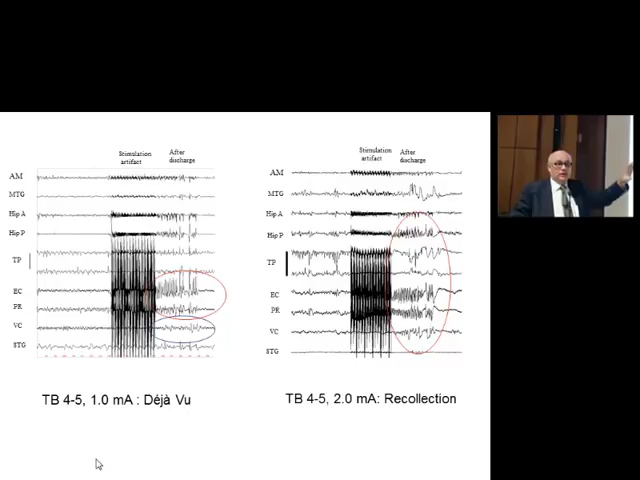 Stimulation
artifact
After
discharge
AM
MTG
Hip A
Hip P
TP
EC
PR
VC
STG
TB 4-5, 1.0 mA : Déjà Vu
Stimulation
artifact
After
discharge
AM
MTG
Hip A
Hip P
TP
EC
PR
VC
STG
TB 4-5, 2.0 mA: Recollection